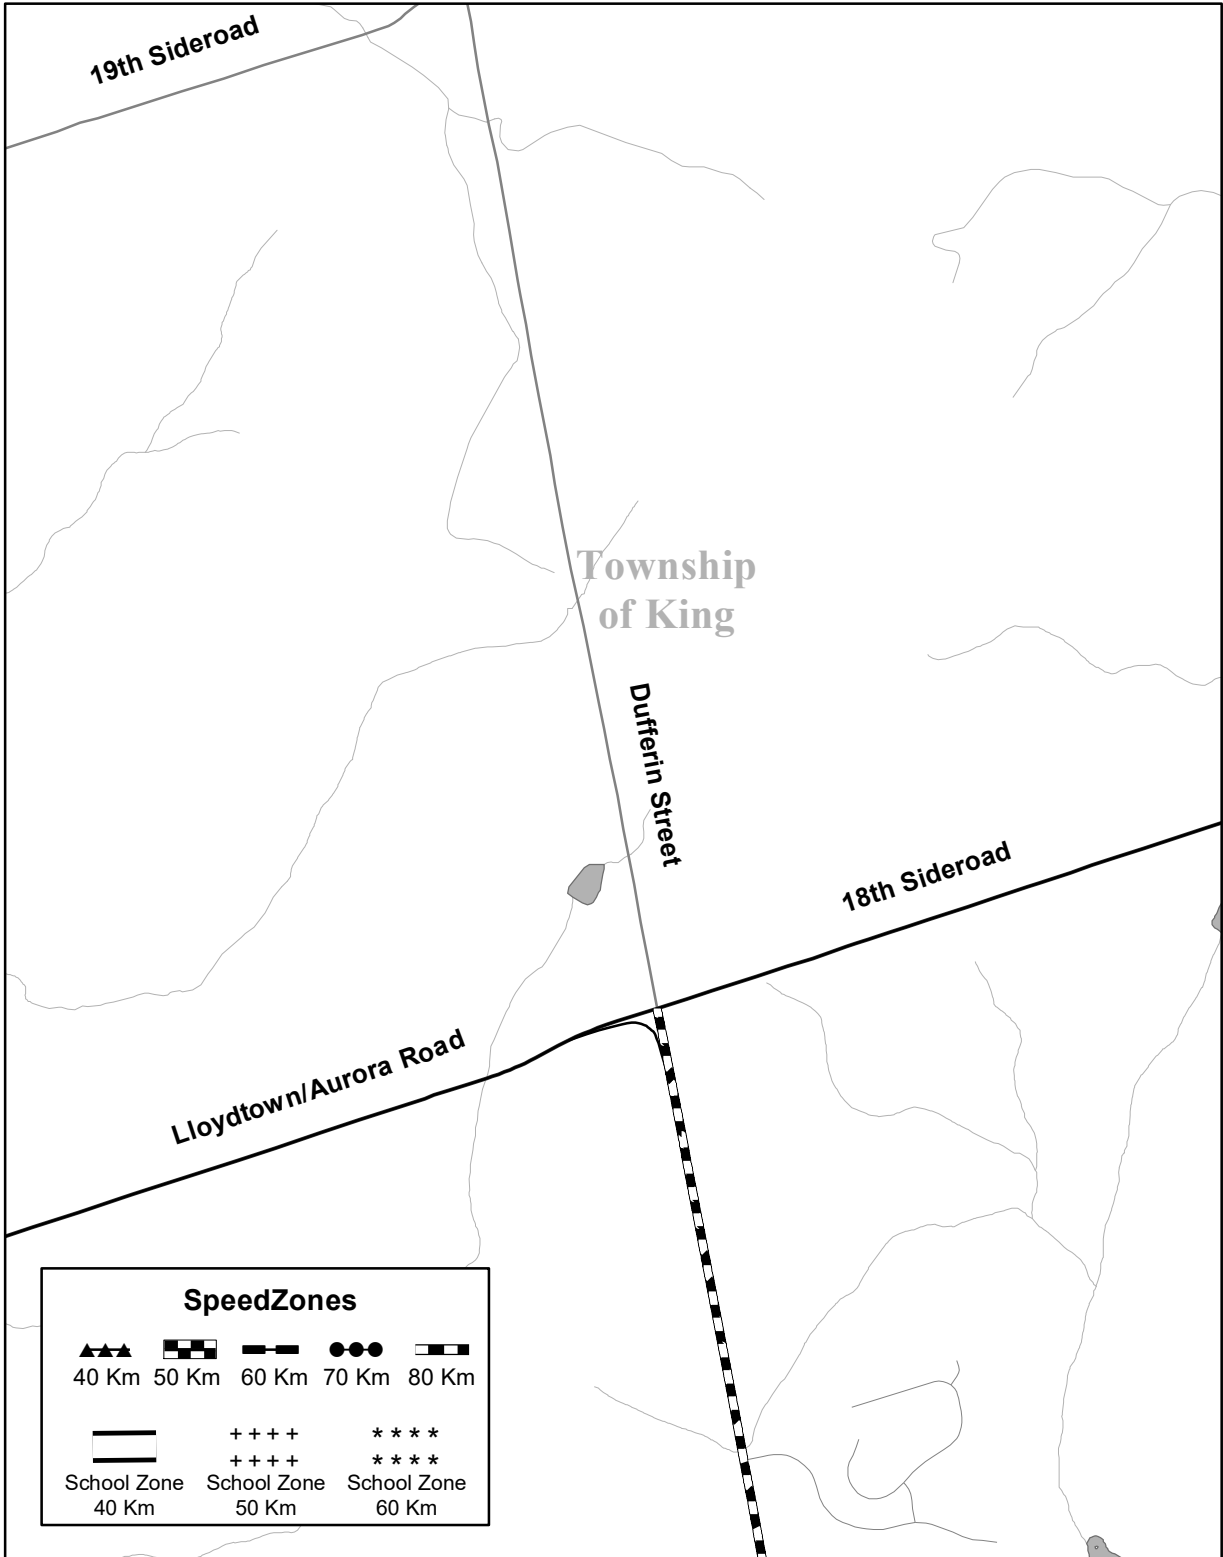 19th Sideroad
Township
of King
Dufferin Street
18th Sideroad
Lloydtown/Aurora Road
SpeedZones
40 Km 50 Km 60 Km 70 Km 80 Km
++++ ****
++++ ****
School Zone School Zone School Zone
40 Km 50 Km 60 Km